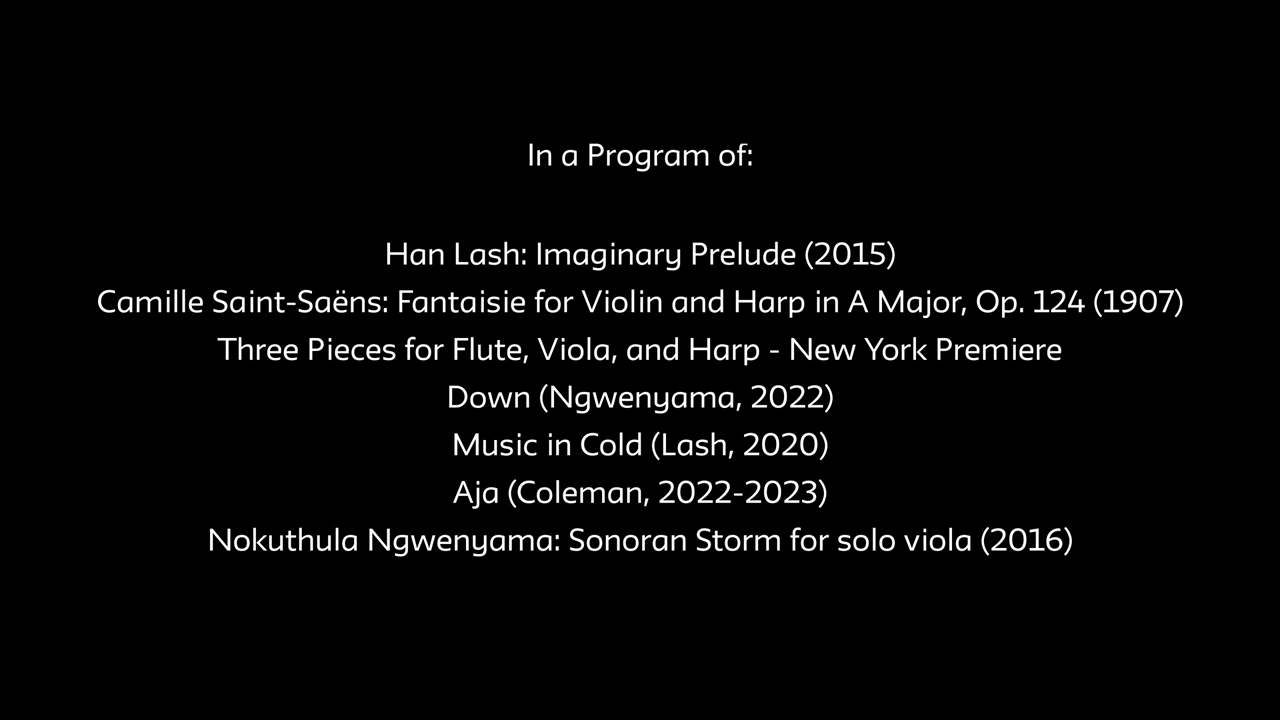 In a Program of:
Han Lash: Imaginary Prelude (2015)
Camille Saint-Saëns: Fantaisie for Violin and Harp in A Major, Op. 124 (1907)
Three Pieces for Flute, Viola, and Harp - New York Premiere
Down (Ngwenyama, 2022)
Music in Cold (Lash, 2020)
Aja (Coleman, 2022-2023)
Nokuthula Ngwenyama: Sonoran Storm for solo viola (2016)